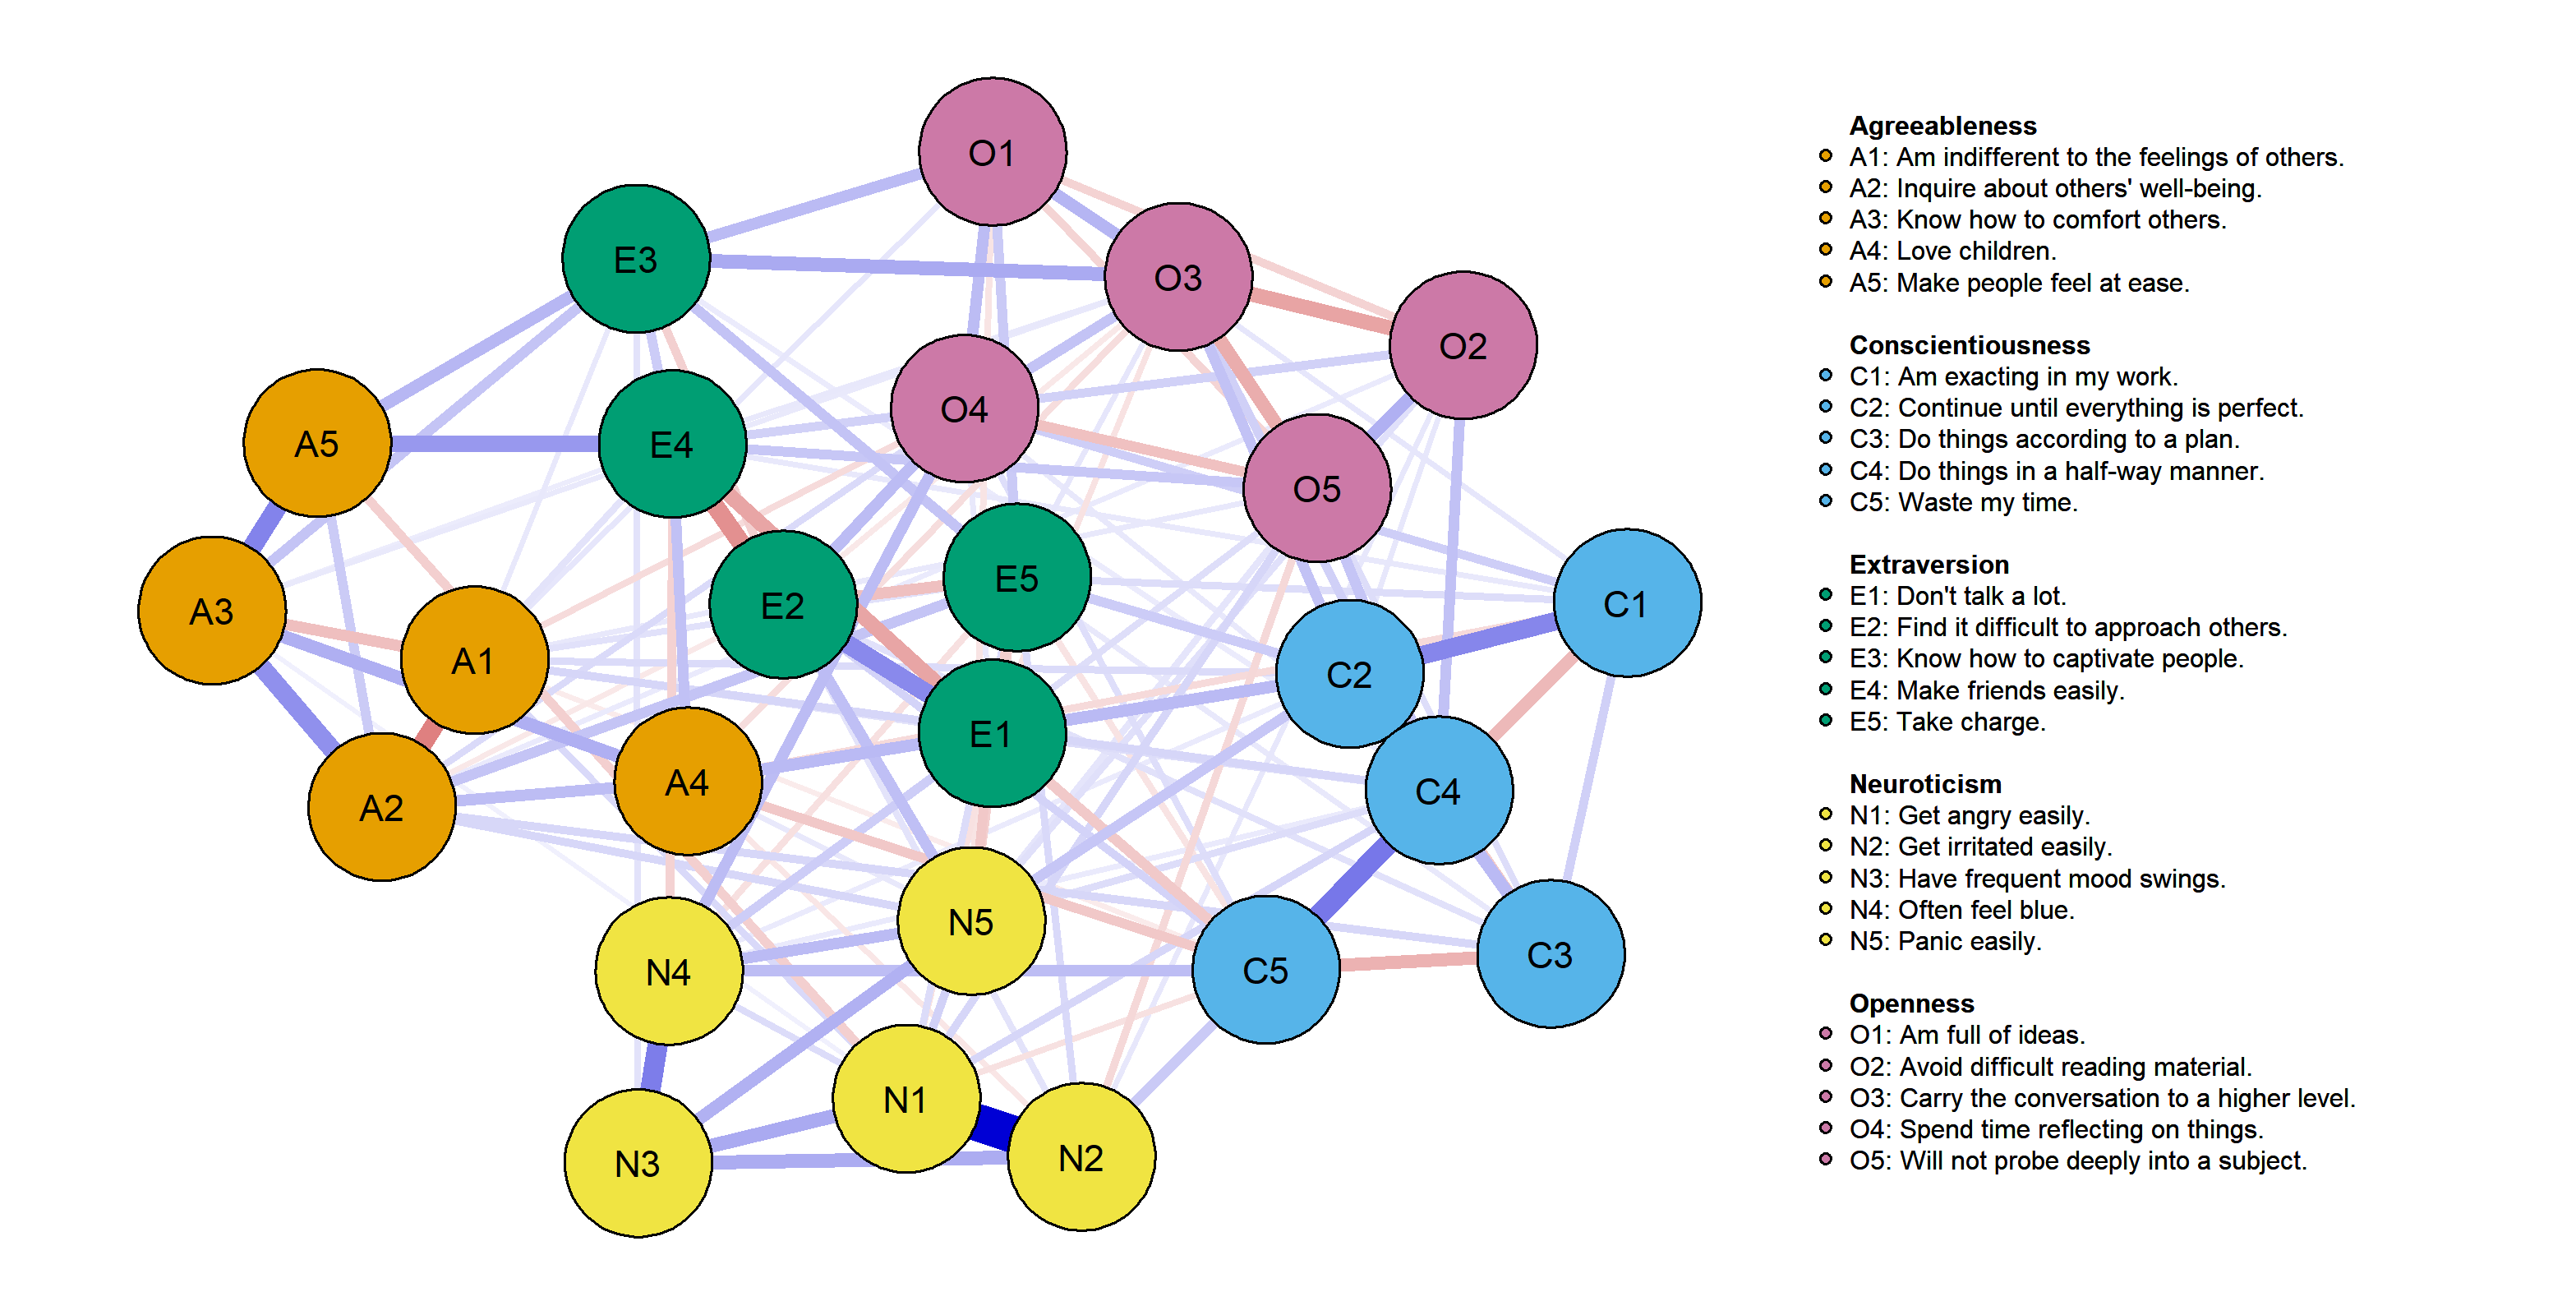 O1
E3
O3
O2
O4
A5
E4
O5
E5
C1
E2
A3
A1
C2
E1
A4
C4
A2
N5
C3
N4
C5
N1
N2
N3
Agreeableness
A1: Am indifferent to the feelings of others.
A2: Inquire about others' well-being.
A3: Know how to comfort others.
A4: Love children.
A5: Make people feel at ease.
Conscientiousness
C1: Am exacting in my work.
C2: Continue until everything is perfect.
C3: Do things according to a plan.
C4: Do things in a half-way manner.
C5: Waste my time.
Extraversion
E1: Don't talk a lot.
E2: Find it difficult to approach others.
E3: Know how to captivate people.
E4: Make friends easily.
E5: Take charge.
Neuroticism
N1: Get angry easily.
N2: Get irritated easily.
N3: Have frequent mood swings.
N4: Often feel blue.
N5: Panic easily.
Openness
O1: Am full of ideas.
O2: Avoid difficult reading material.
O3: Carry the conversation to a higher level.
O4: Spend time reflecting on things.
O5: Will not probe deeply into a subject.